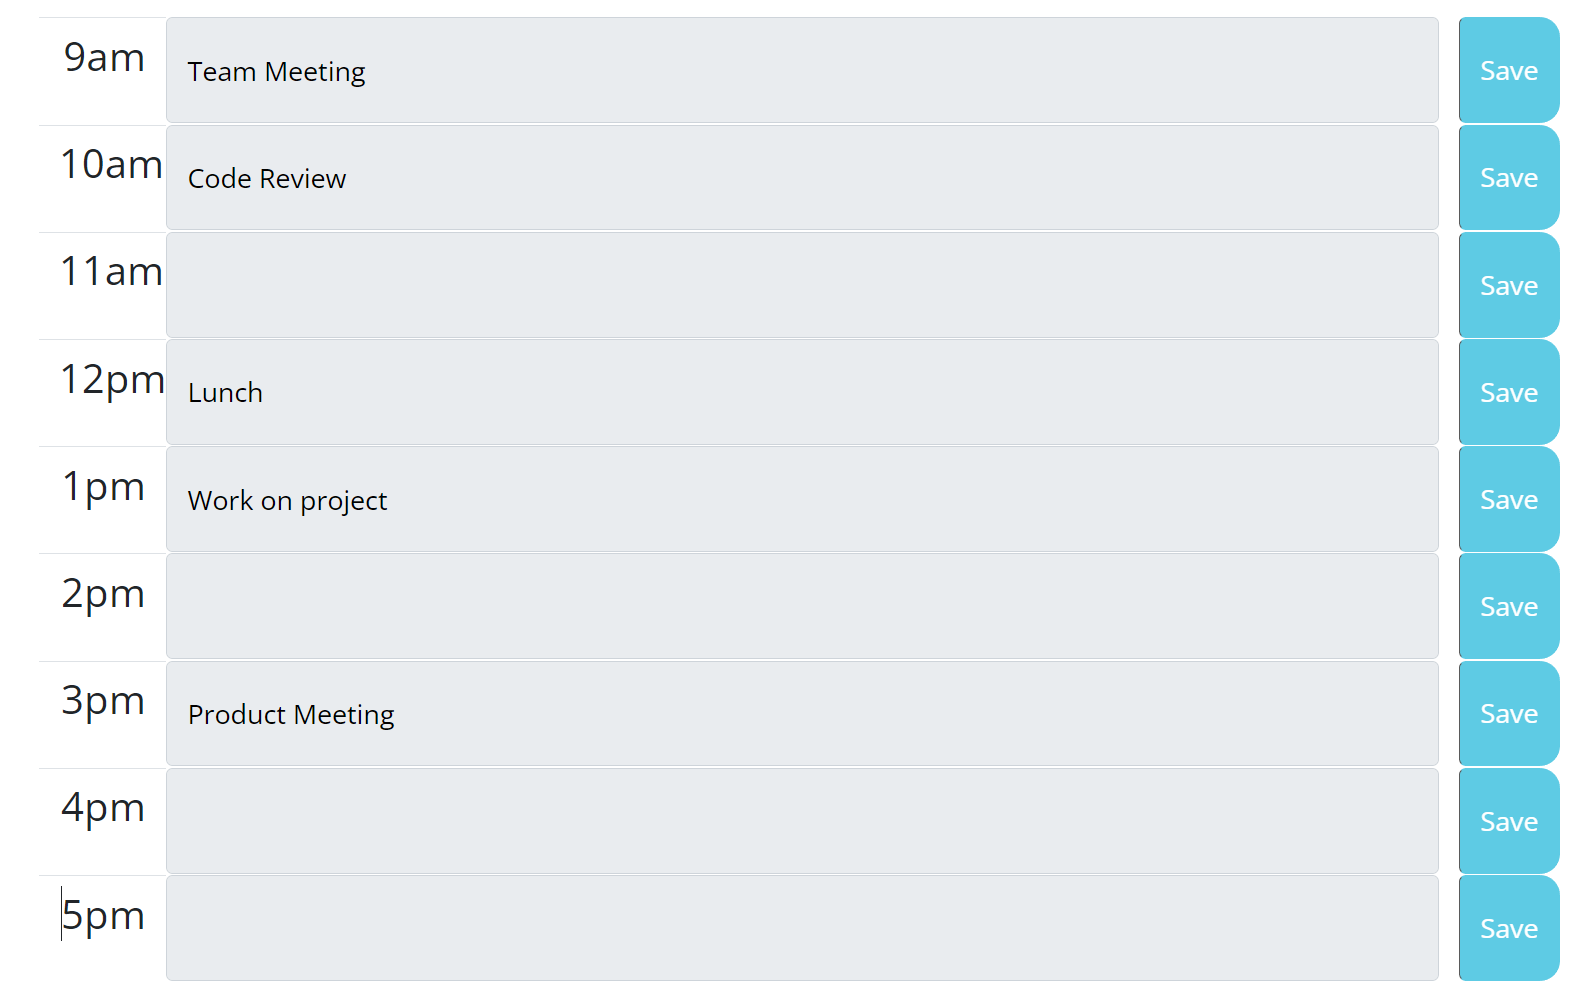 9am Team Meeting Save
10am Code Review Save
11am Save
12pm Lunch Save
1pm Work on project Save
2pm Save
3pm Product Meeting Save
4pm Save
5pm Save